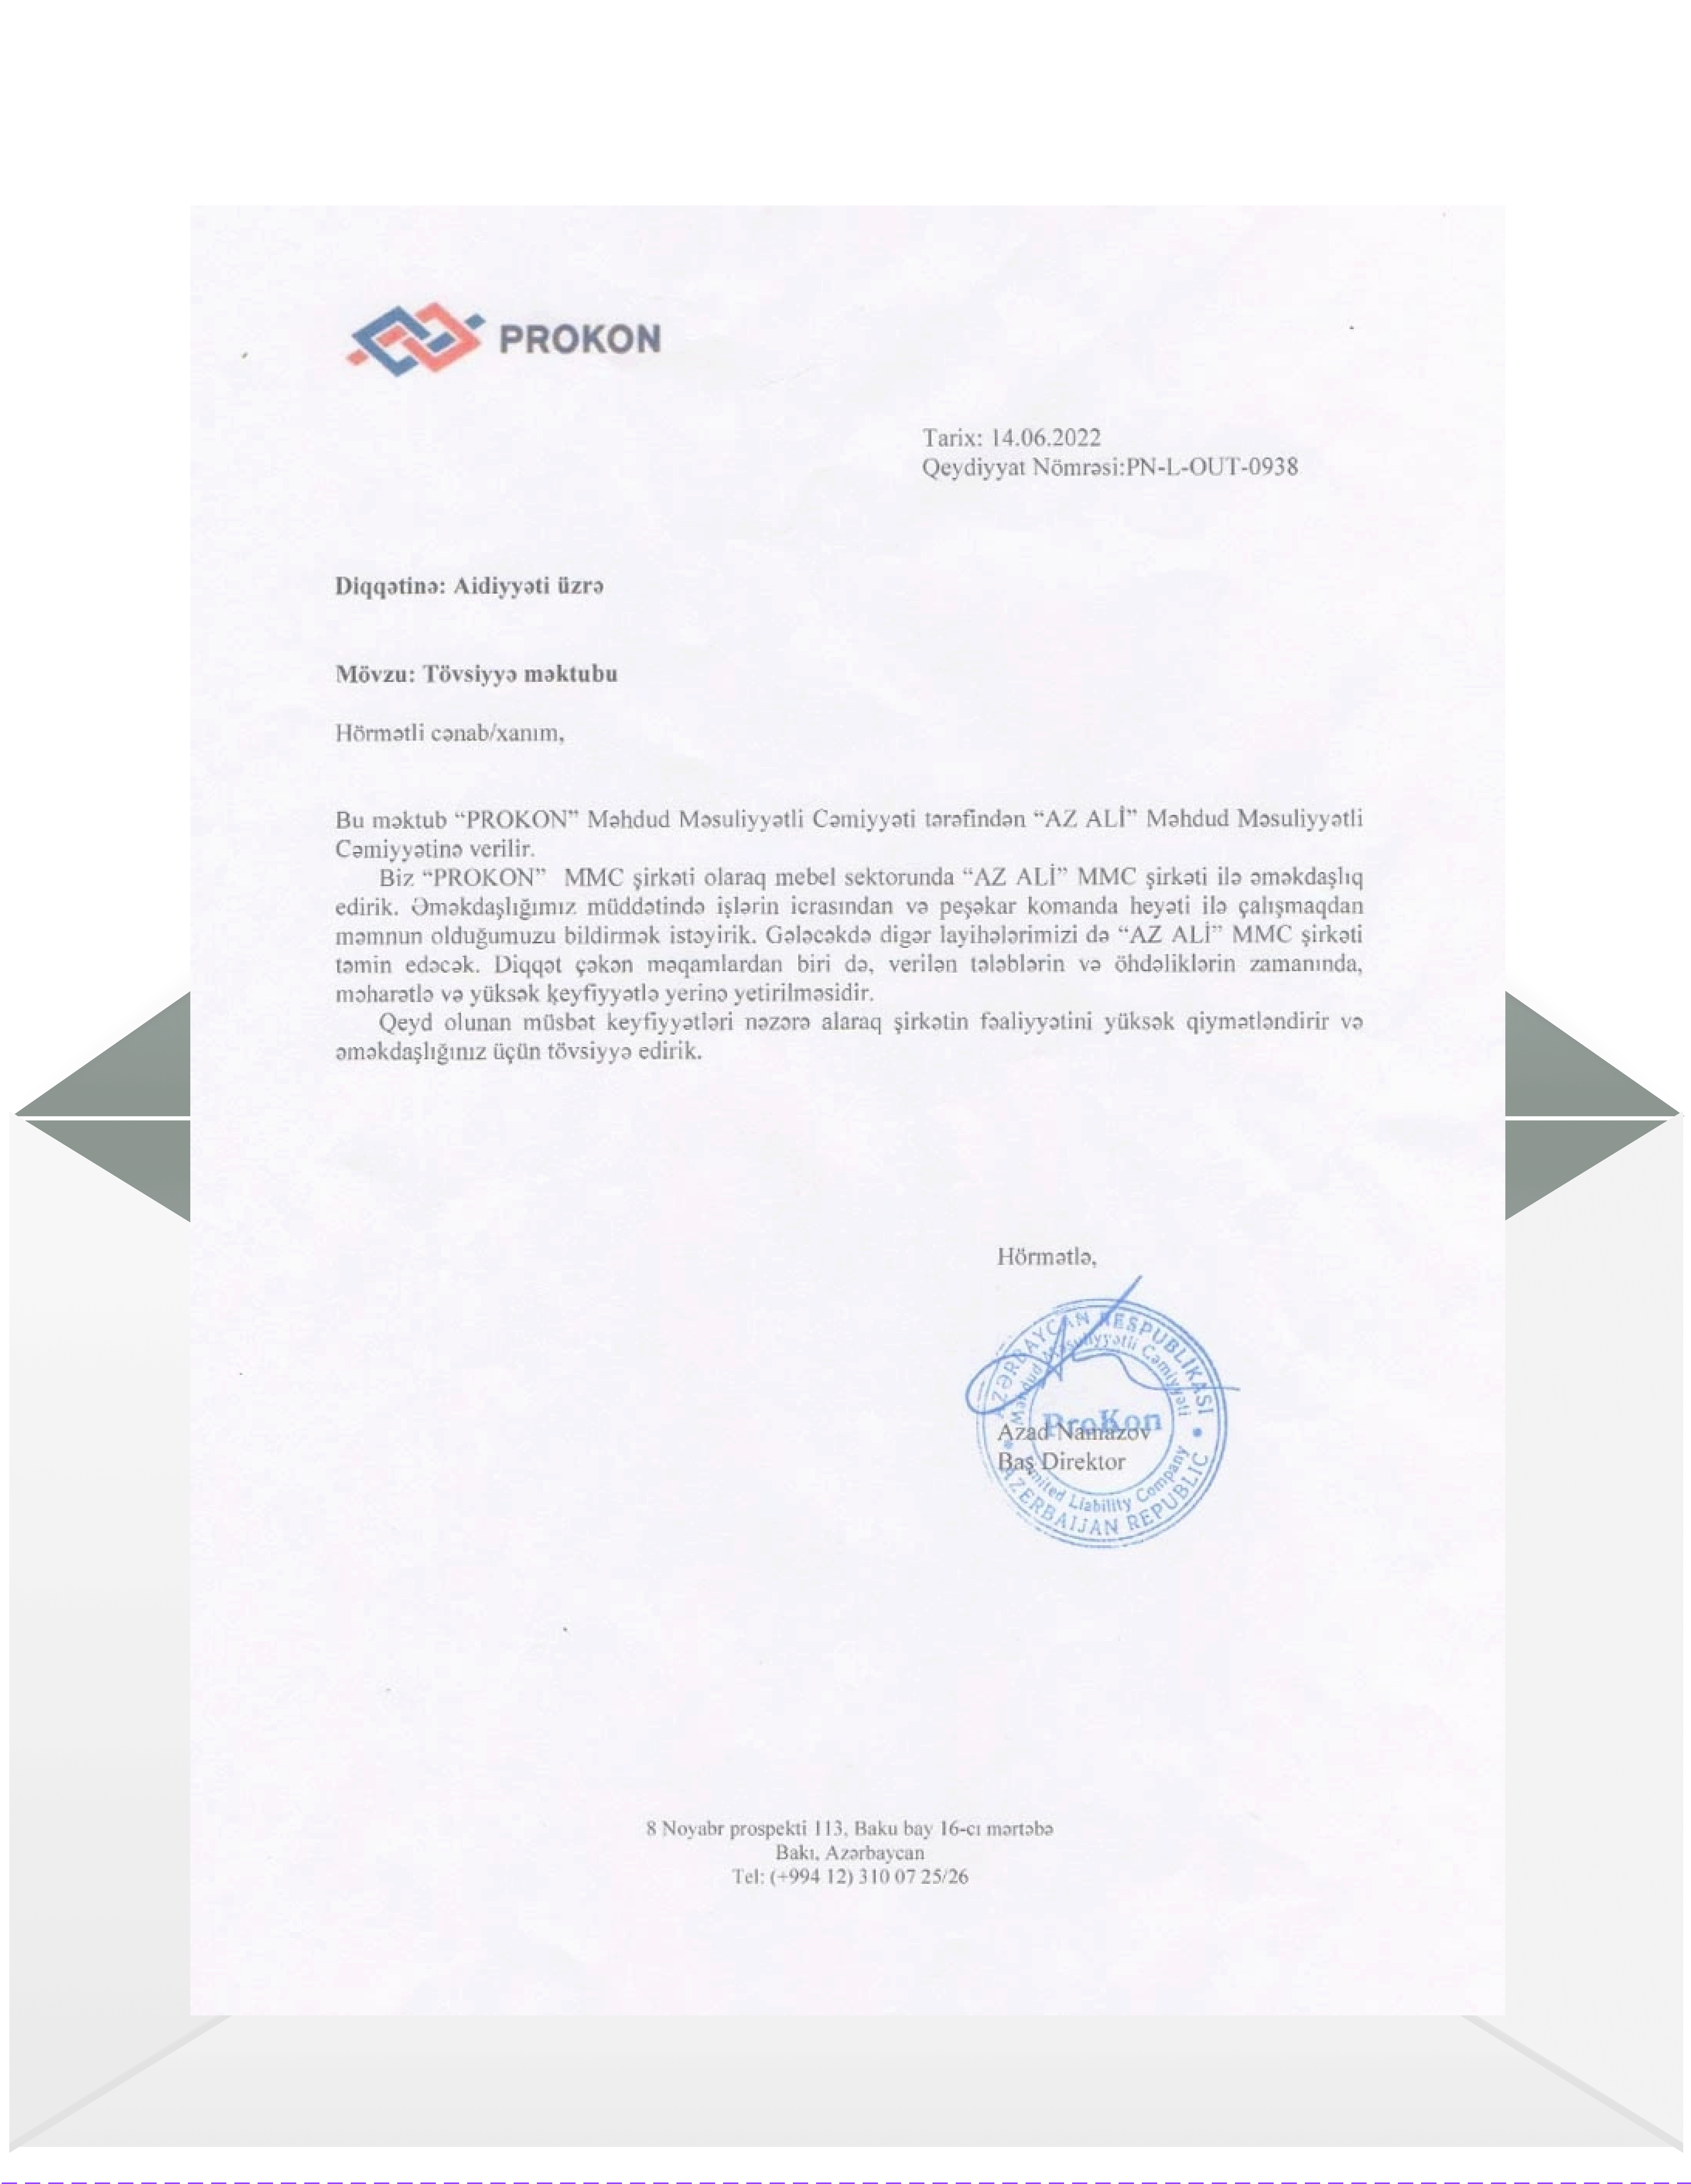 PROKON
Tarix: 14.06.2022
Qeydiyyat Nömrəsi:PN-L-OUT-0938
Diqqətinə: Aidiyyəti üzrə
Mövzu: Tövsiyyə məktubu
Hörmətli cənab/xanım,
Bu məktub “PROKON” Məhdud Məsuliyyətli Cəmiyyəti tərəfindən “AZ ALİ” Məhdud Məsuliyyətli
Cəmiyyətinə verilir.
Biz “PROKON” MMC şirkəti olaraq mebel sektorunda “AZ ALİ” MMC şirkəti ilə əməkdaşlıq
edirik. Əməkdaşlığımız müddətində işlərin icrasından və peşəkar komanda heyəti ilə çalışmaqdan
məmnun olduğumuzu bildirmək istəyirik. Gələcəkdə digər layihələrimizi də “AZ ALİ” MMC şirkəti
təmin edəcək. Diqqət çəkən məqamlardan biri də, verilən tələblərin və öhdəliklərin zamanında,
məharətlə və yüksək keyfiyyətlə yerinə yetirilməsidir.
Qeyd olunan müsbət keyfiyyətləri nəzərə alaraq şirkətin fəaliyyətini yüksək qiymətləndirir və
əməkdaşlığınız üçün tövsiyyə edirik.
Hörmətlə,
AZƏRBAYCAN RESPUBLİKASI
Məhdud Məsuliyyətli Cəmiyyəti
ProKon
Azad Namazov
Baş Direktor
Limited Liability Company
AZERBAIJAN REPUBLIC
8 Noyabr prospekti 113, Baku bay 16-cı mərtəbə
Bakı, Azərbaycan
Tel: (+994 12) 310 07 25/26